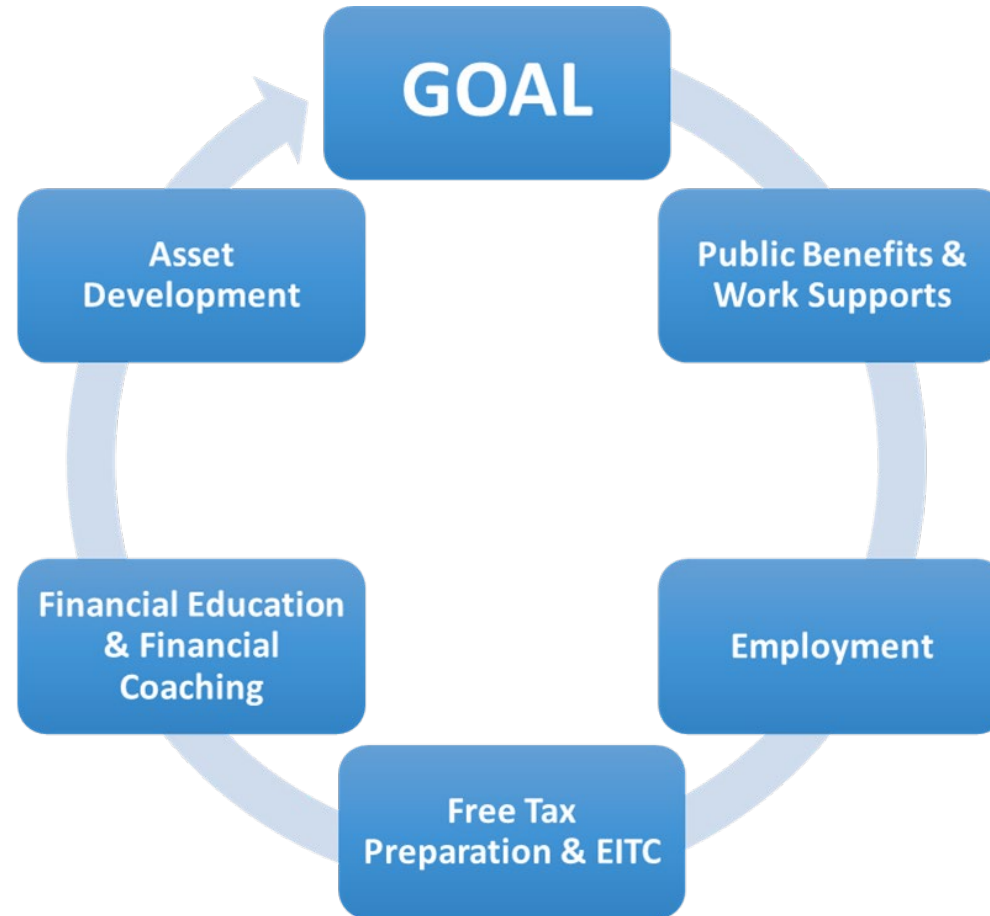 GOAL
Public Benefits &
Work Supports
Employment
Free Tax
Preparation & EITC
Financial Education
& Financial
Coaching
Asset
Development